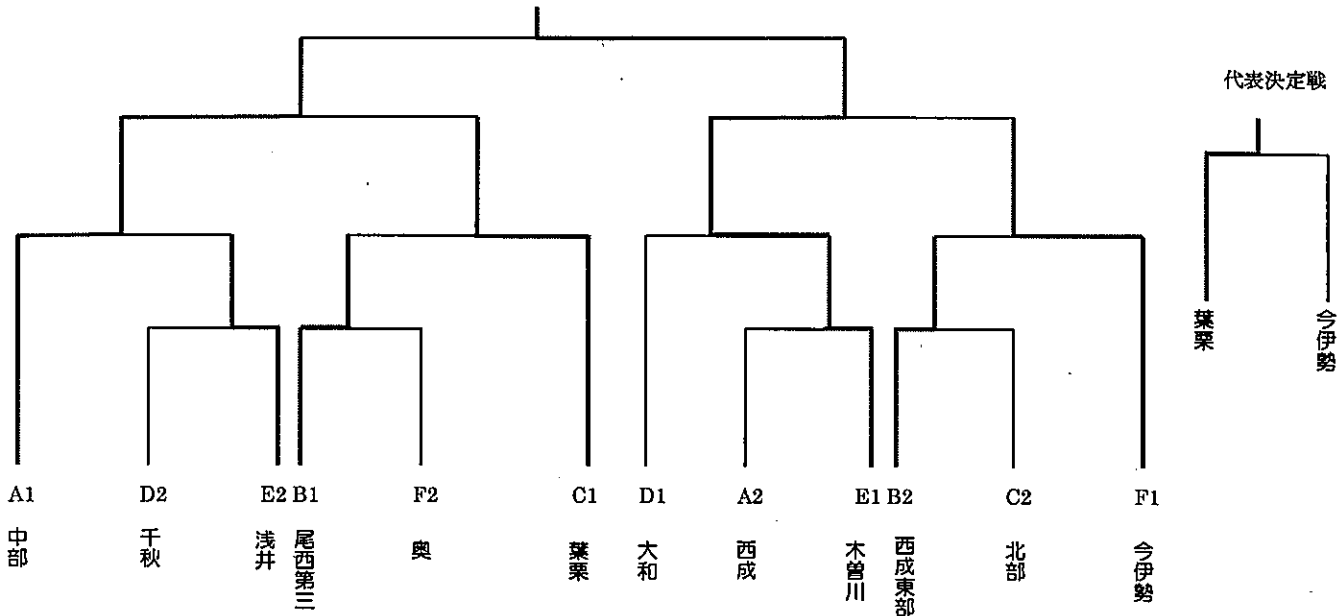 代表決定戦
葉栗
今伊勢
A1
D2
E2
B1
F2
C1
D1
A2
E1
B2
C2
F1
中部
千秋
浅井
尾西第三
奥
葉栗
大和
西成
木曽川
西成東部
北部
今伊勢